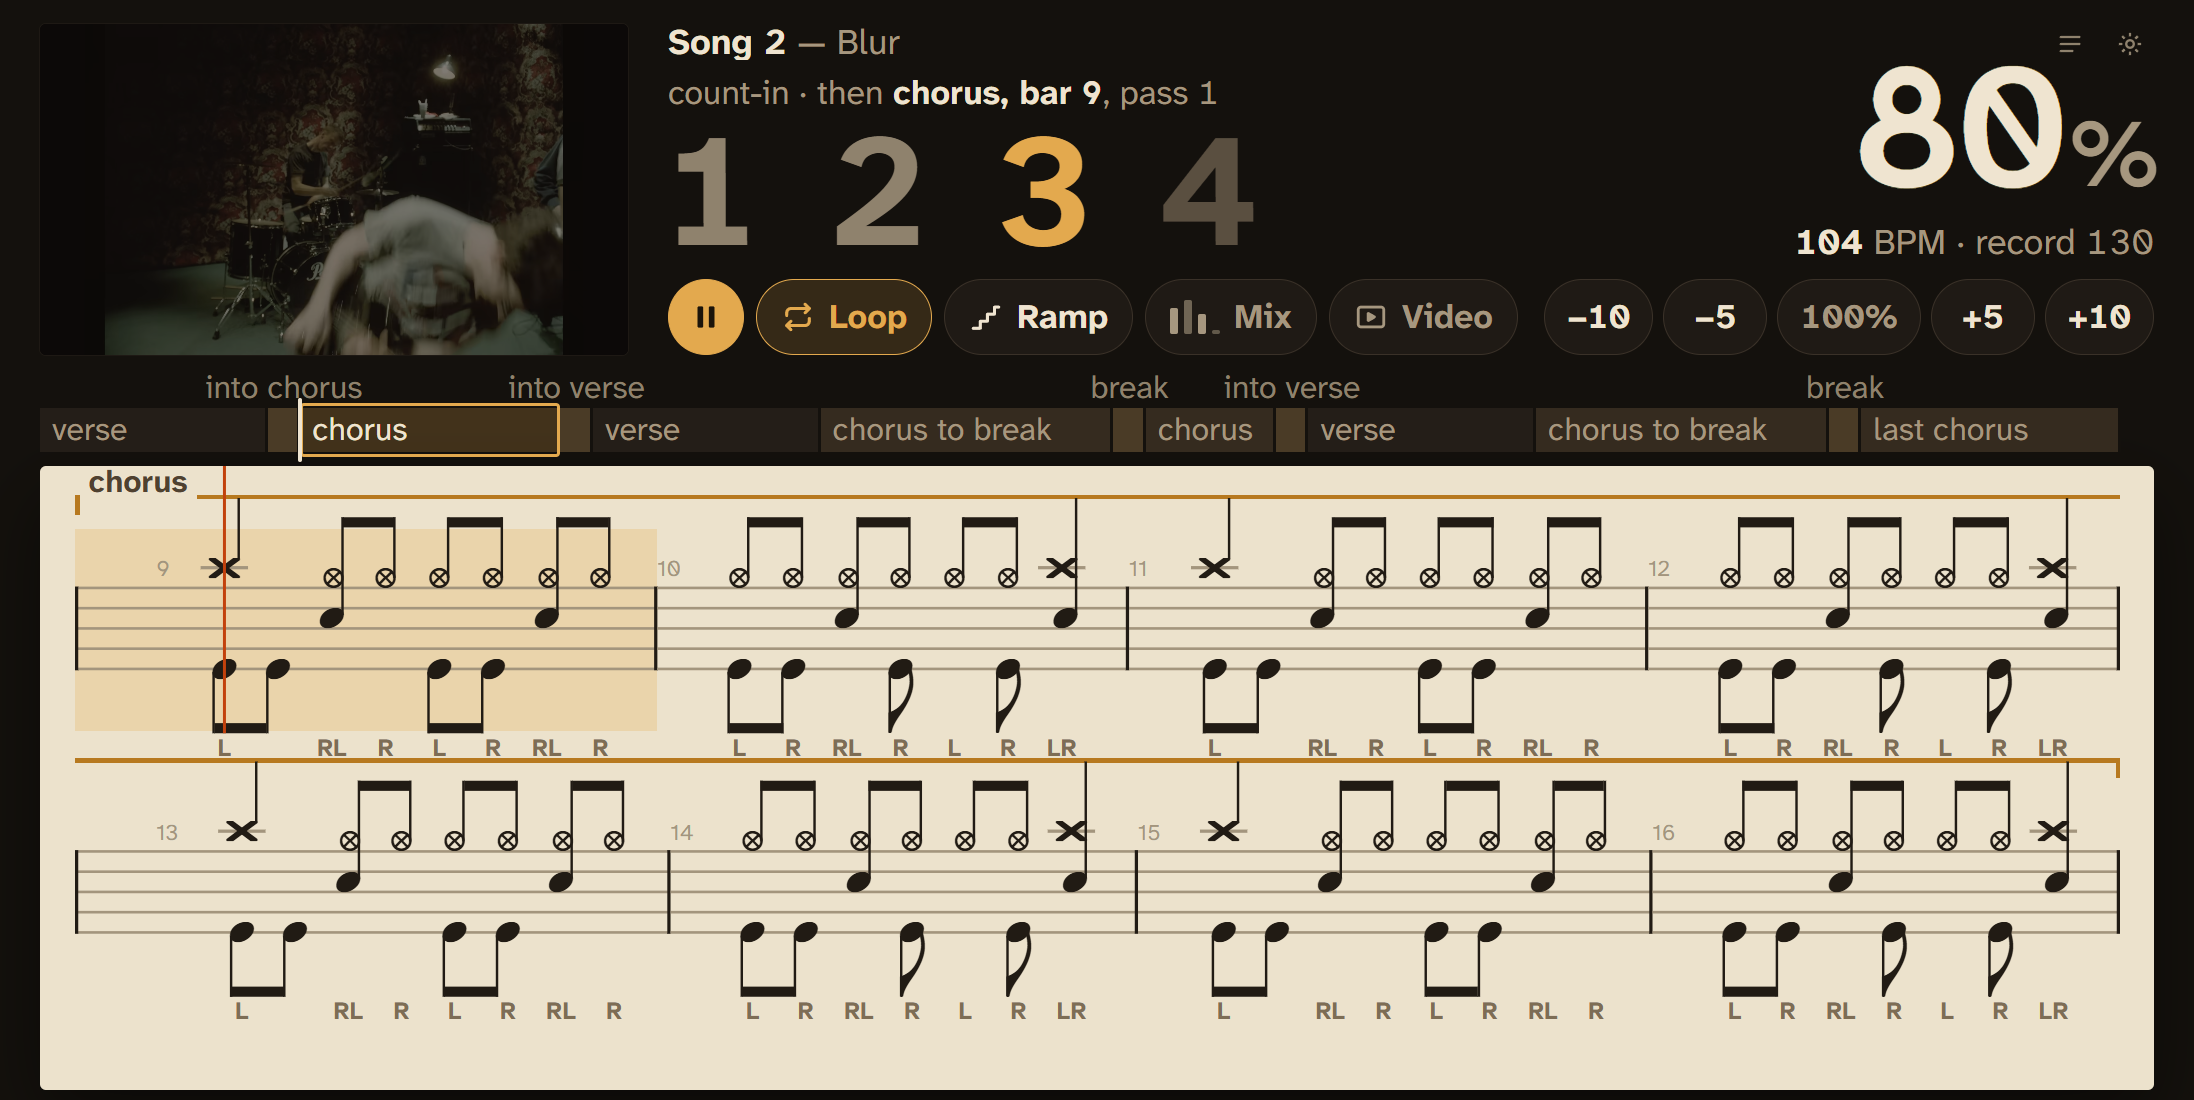 Song 2 — Blur
count-in · then chorus, bar 9, pass 1
1 2 3 4
80%
104 BPM · record 130
Loop Ramp Mix Video −10 −5 100% +5 +10
into chorus into verse break into verse break
verse chorus verse chorus to break chorus verse chorus to break last chorus
chorus
9 10 11 12
L RL R L R RL R L R RL R L R LR L RL R L R RL R L R RL R L R LR
13 14 15 16
L RL R L R RL R L R RL R L R LR L RL R L R RL R L R RL R L R LR